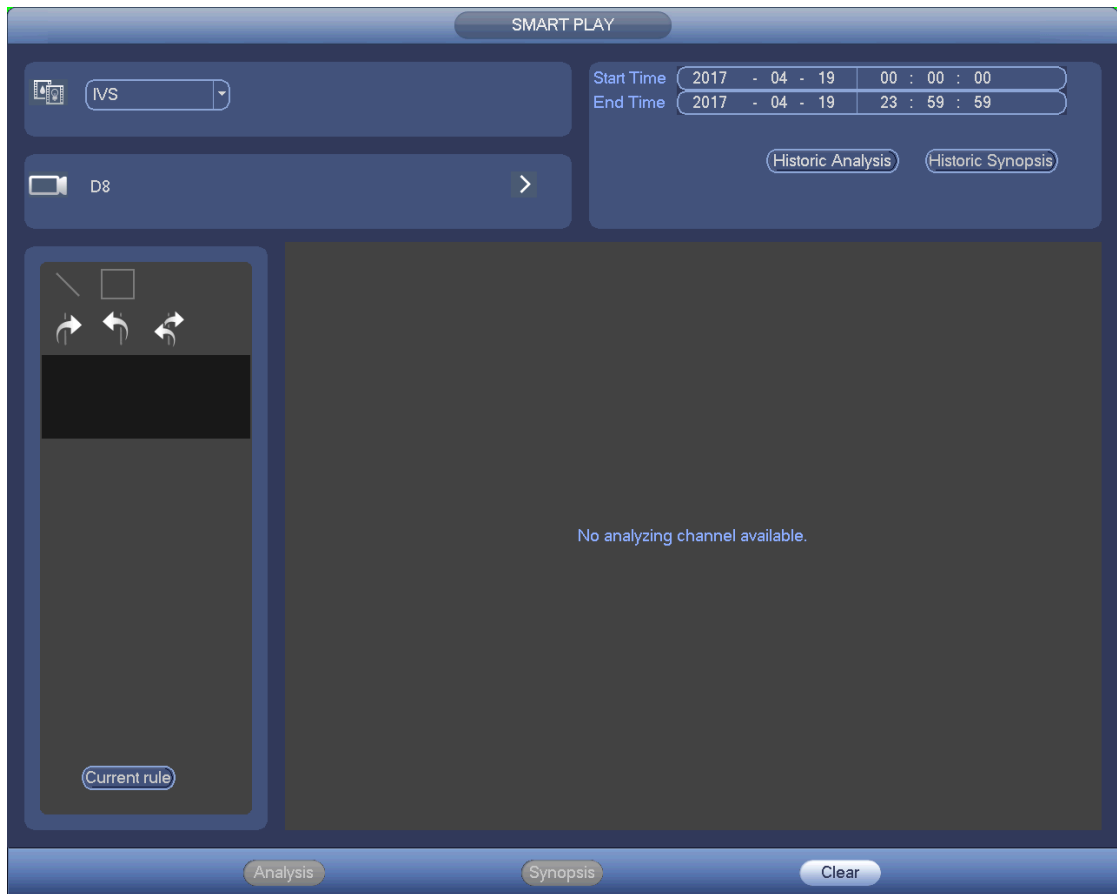 SMART PLAY
IVS
Start Time 2017 - 04 - 19 00 : 00 : 00
End Time 2017 - 04 - 19 23 : 59 : 59
Historic Analysis Historic Synopsis
D8
No analyzing channel available.
Current rule
Analysis Synopsis Clear